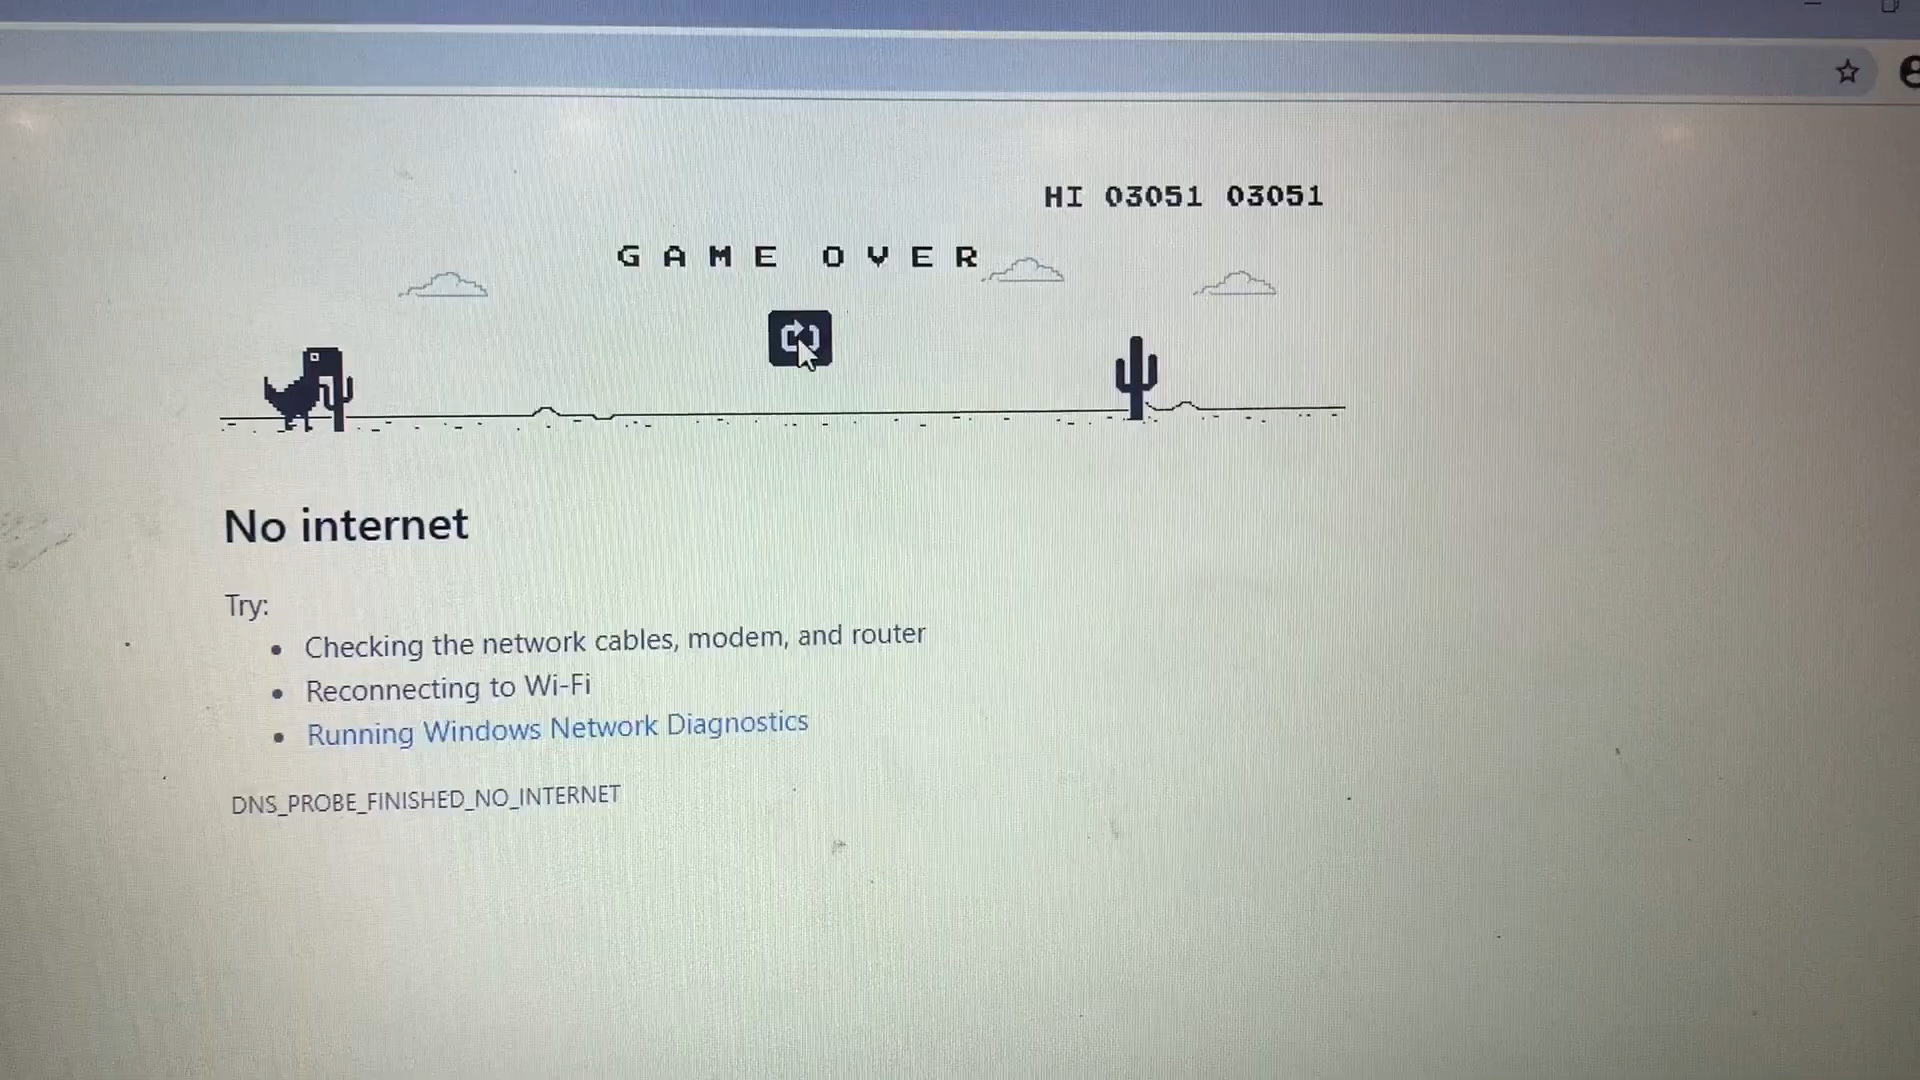 HI 03051 03051
GAME OVER
No internet
Try:
Checking the network cables, modem, and router
Reconnecting to Wi-Fi
Running Windows Network Diagnostics
DNS_PROBE_FINISHED_NO_INTERNET